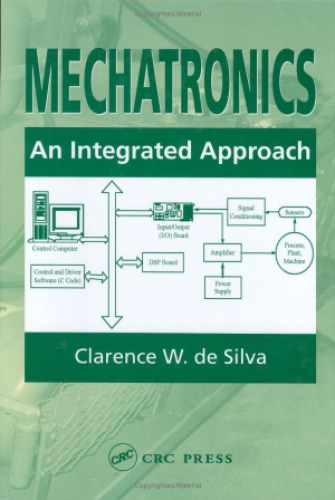 MECHATRONICS
An Integrated Approach
Control Computer
Control and Driver
Software (C Code)
Input/Output
(I/O) Board
DSP Board
Signal
Conditioning
Sensors
Amplifier
Process,
Plant,
Machine
Power
Supply
Clarence W. de Silva
CRC
CRC PRESS